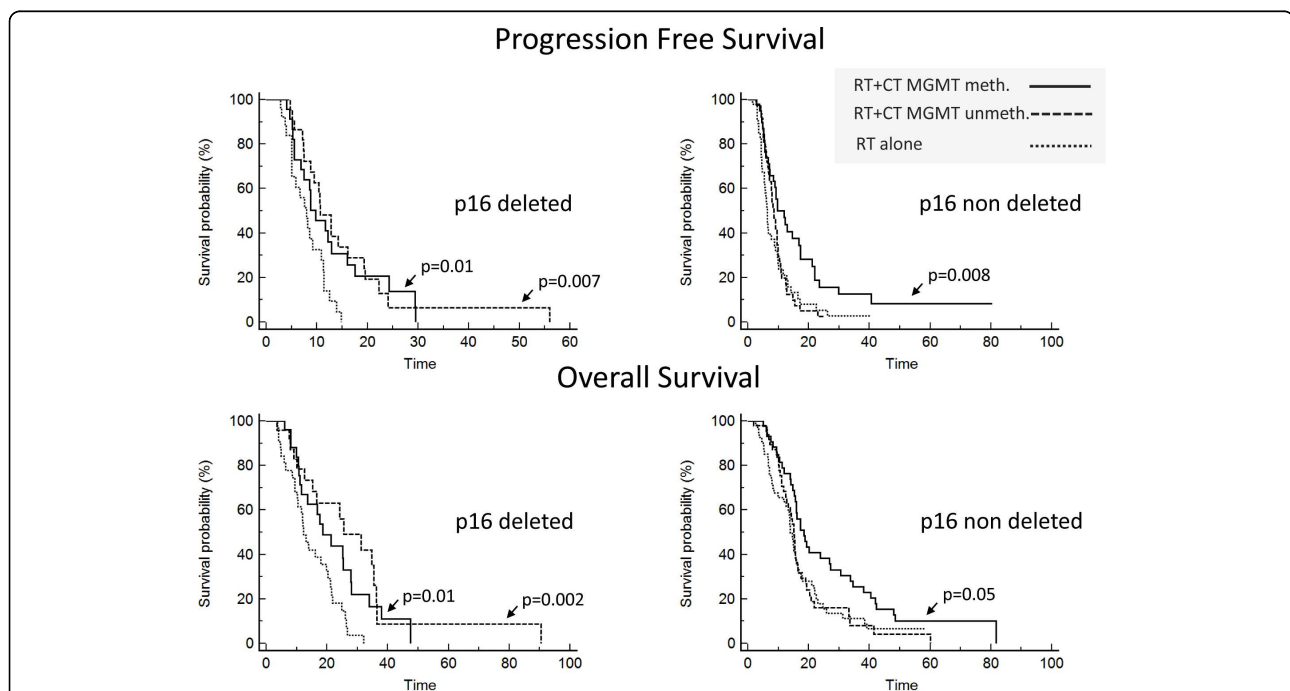 Progression Free Survival
RT+CT MGMT meth.
RT+CT MGMT unmeth.
RT alone
Survival probability (%)
100
80
60
40
20
0
p16 deleted
p=0.01
p=0.007
0 10 20 30 40 50 60
Time
Survival probability (%)
100
80
60
40
20
0
p16 non deleted
p=0.008
0 20 40 60 80 100
Time
Overall Survival
Survival probability (%)
100
80
60
40
20
0
p16 deleted
p=0.01
p=0.002
0 20 40 60 80 100
Time
Survival probability (%)
100
80
60
40
20
0
p16 non deleted
p=0.05
0 20 40 60 80 100
Time